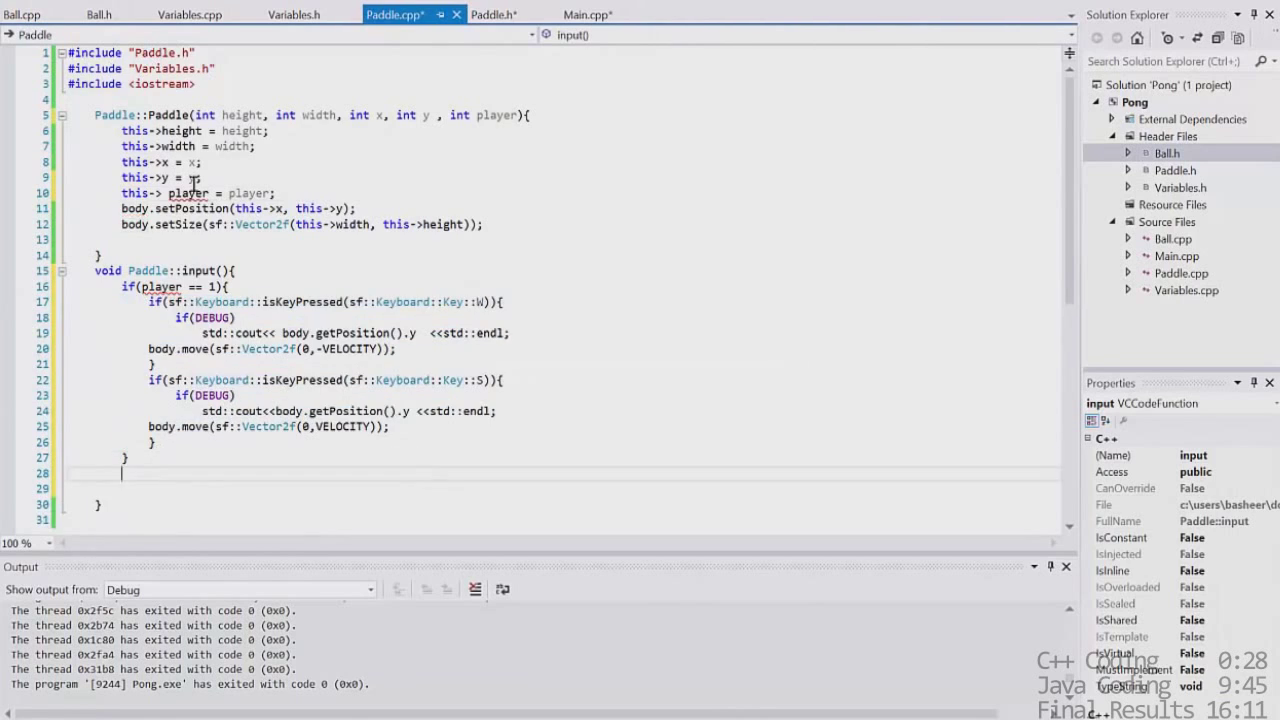 Ball.cpp Ball.h Variables.cpp Variables.h Paddle.cpp* Paddle.h* Main.cpp* Solution Explorer
Paddle input()
Search Solution Explorer (Ctrl+;)
Solution 'Pong' (1 project)
Pong
External Dependencies
Header Files
Ball.h
Paddle.h
Variables.h
Resource Files
Source Files
Ball.cpp
Main.cpp
Paddle.cpp
Variables.cpp
1 #include "Paddle.h"
2 #include "Variables.h"
3 #include <iostream>
4
5 Paddle::Paddle(int height, int width, int x, int y , int player){
6 this->height = height;
7 this->width = width;
8 this->x = x;
9 this->y = y;
10 this-> player = player;
11 body.setPosition(this->x, this->y);
12 body.setSize(sf::Vector2f(this->width, this->height));
13
14 }
15 void Paddle::input(){
16 if(player == 1){
17 if(sf::Keyboard::isKeyPressed(sf::Keyboard::Key::W)){
18 if(DEBUG)
19 std::cout<< body.getPosition().y <<std::endl;
20 body.move(sf::Vector2f(0,-VELOCITY));
21 }
22 if(sf::Keyboard::isKeyPressed(sf::Keyboard::Key::S)){
23 if(DEBUG)
24 std::cout<<body.getPosition().y <<std::endl;
25 body.move(sf::Vector2f(0,VELOCITY));
26 }
27 }
28
29
30 }
31
100 %
Properties
input VCCodeFunction
C++
(Name) input
Access public
CanOverride False
File c:\users\basheer\do
FullName Paddle::input
IsConstant False
IsInjected False
IsInline False
IsOverloaded False
IsSealed False
IsShared False
IsTemplate False
IsVirtual False
MustImplement False
TypeString void
C++
Output
Show output from: Debug
The thread 0x2f5c has exited with code 0 (0x0).
The thread 0x2b74 has exited with code 0 (0x0).
The thread 0x1c80 has exited with code 0 (0x0).
The thread 0x2fa4 has exited with code 0 (0x0).
The thread 0x31b8 has exited with code 0 (0x0).
The program '[9244] Pong.exe' has exited with code 0 (0x0).
C++ Coding 0:28
Java Coding 9:45
Final Results 16:11